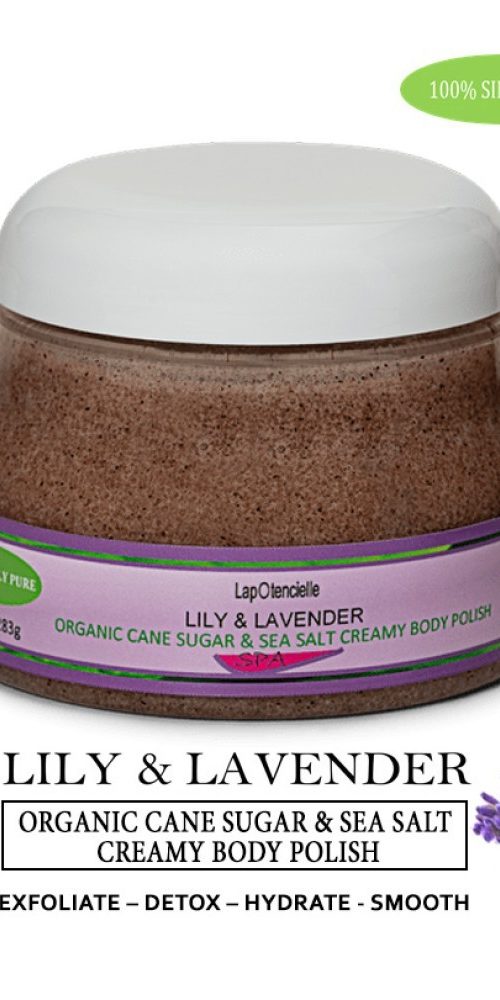 100%
LY PURE
LapOtencielle
LILY & LAVENDER
283g
ORGANIC CANE SUGAR & SEA SALT CREAMY BODY POLISH
SPA
LILY & LAVENDER
ORGANIC CANE SUGAR & SEA SALT
CREAMY BODY POLISH
EXFOLIATE – DETOX – HYDRATE - SMOOTH